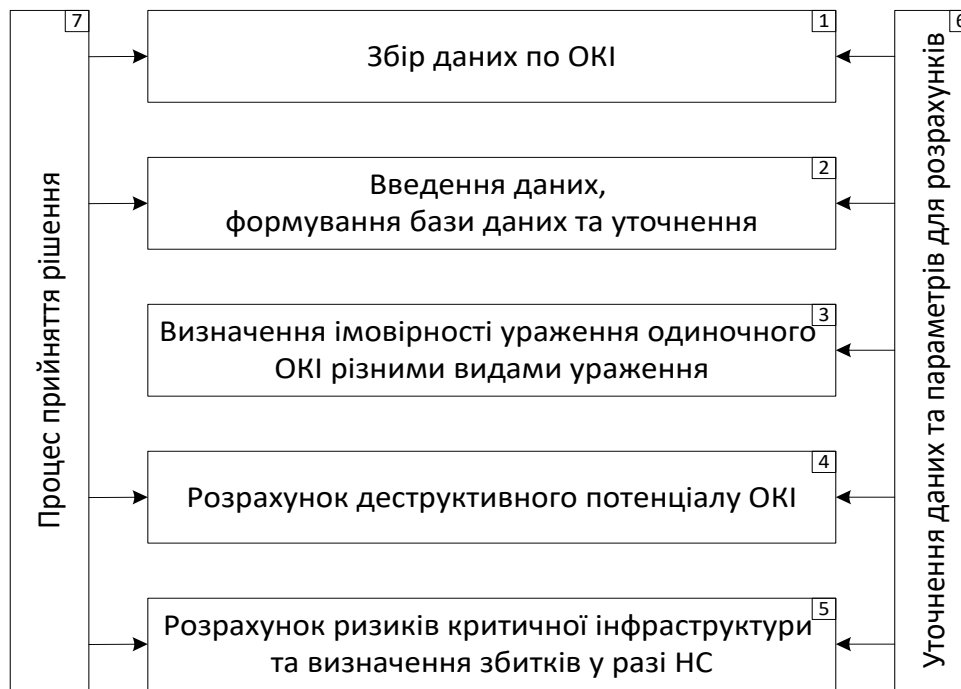 7
Процес прийняття рішення
1
Збір даних по ОКІ
2
Введення даних,
формування бази даних та уточнення
3
Визначення імовірності ураження одиночного
ОКІ різними видами ураження
4
Розрахунок деструктивного потенціалу ОКІ
5
Розрахунок ризиків критичної інфраструктури
та визначення збитків у разі НС
6
Уточнення даних та параметрів для розрахунків